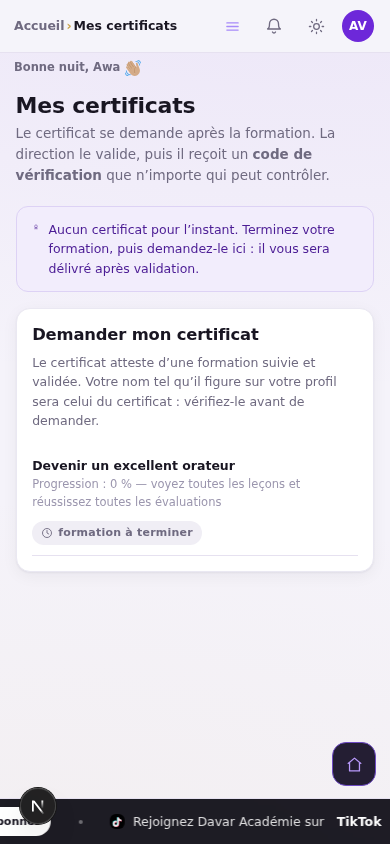 Accueil › Mes certificats
AV
Bonne nuit, Awa 👋🏽
Mes certificats
Le certificat se demande après la formation. La
direction le valide, puis il reçoit un code de
vérification que n’importe qui peut contrôler.
Aucun certificat pour l’instant. Terminez votre
formation, puis demandez-le ici : il vous sera
délivré après validation.
Demander mon certificat
Le certificat atteste d’une formation suivie et
validée. Votre nom tel qu’il figure sur votre profil
sera celui du certificat : vérifiez-le avant de
demander.
Devenir un excellent orateur
Progression : 0 % — voyez toutes les leçons et
réussissez toutes les évaluations
formation à terminer
N
Rejoignez Davar Académie sur TikTok